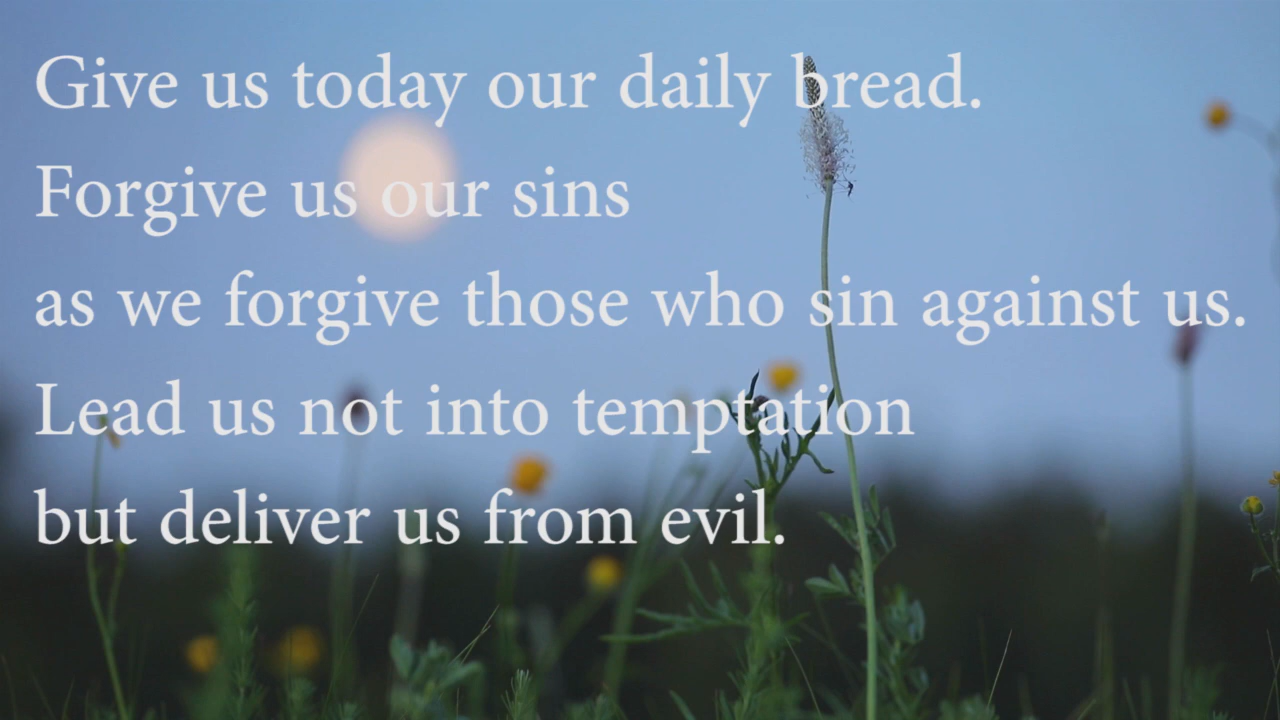 Give us today our daily bread.
Forgive us our sins
as we forgive those who sin against us.
Lead us not into temptation
but deliver us from evil.